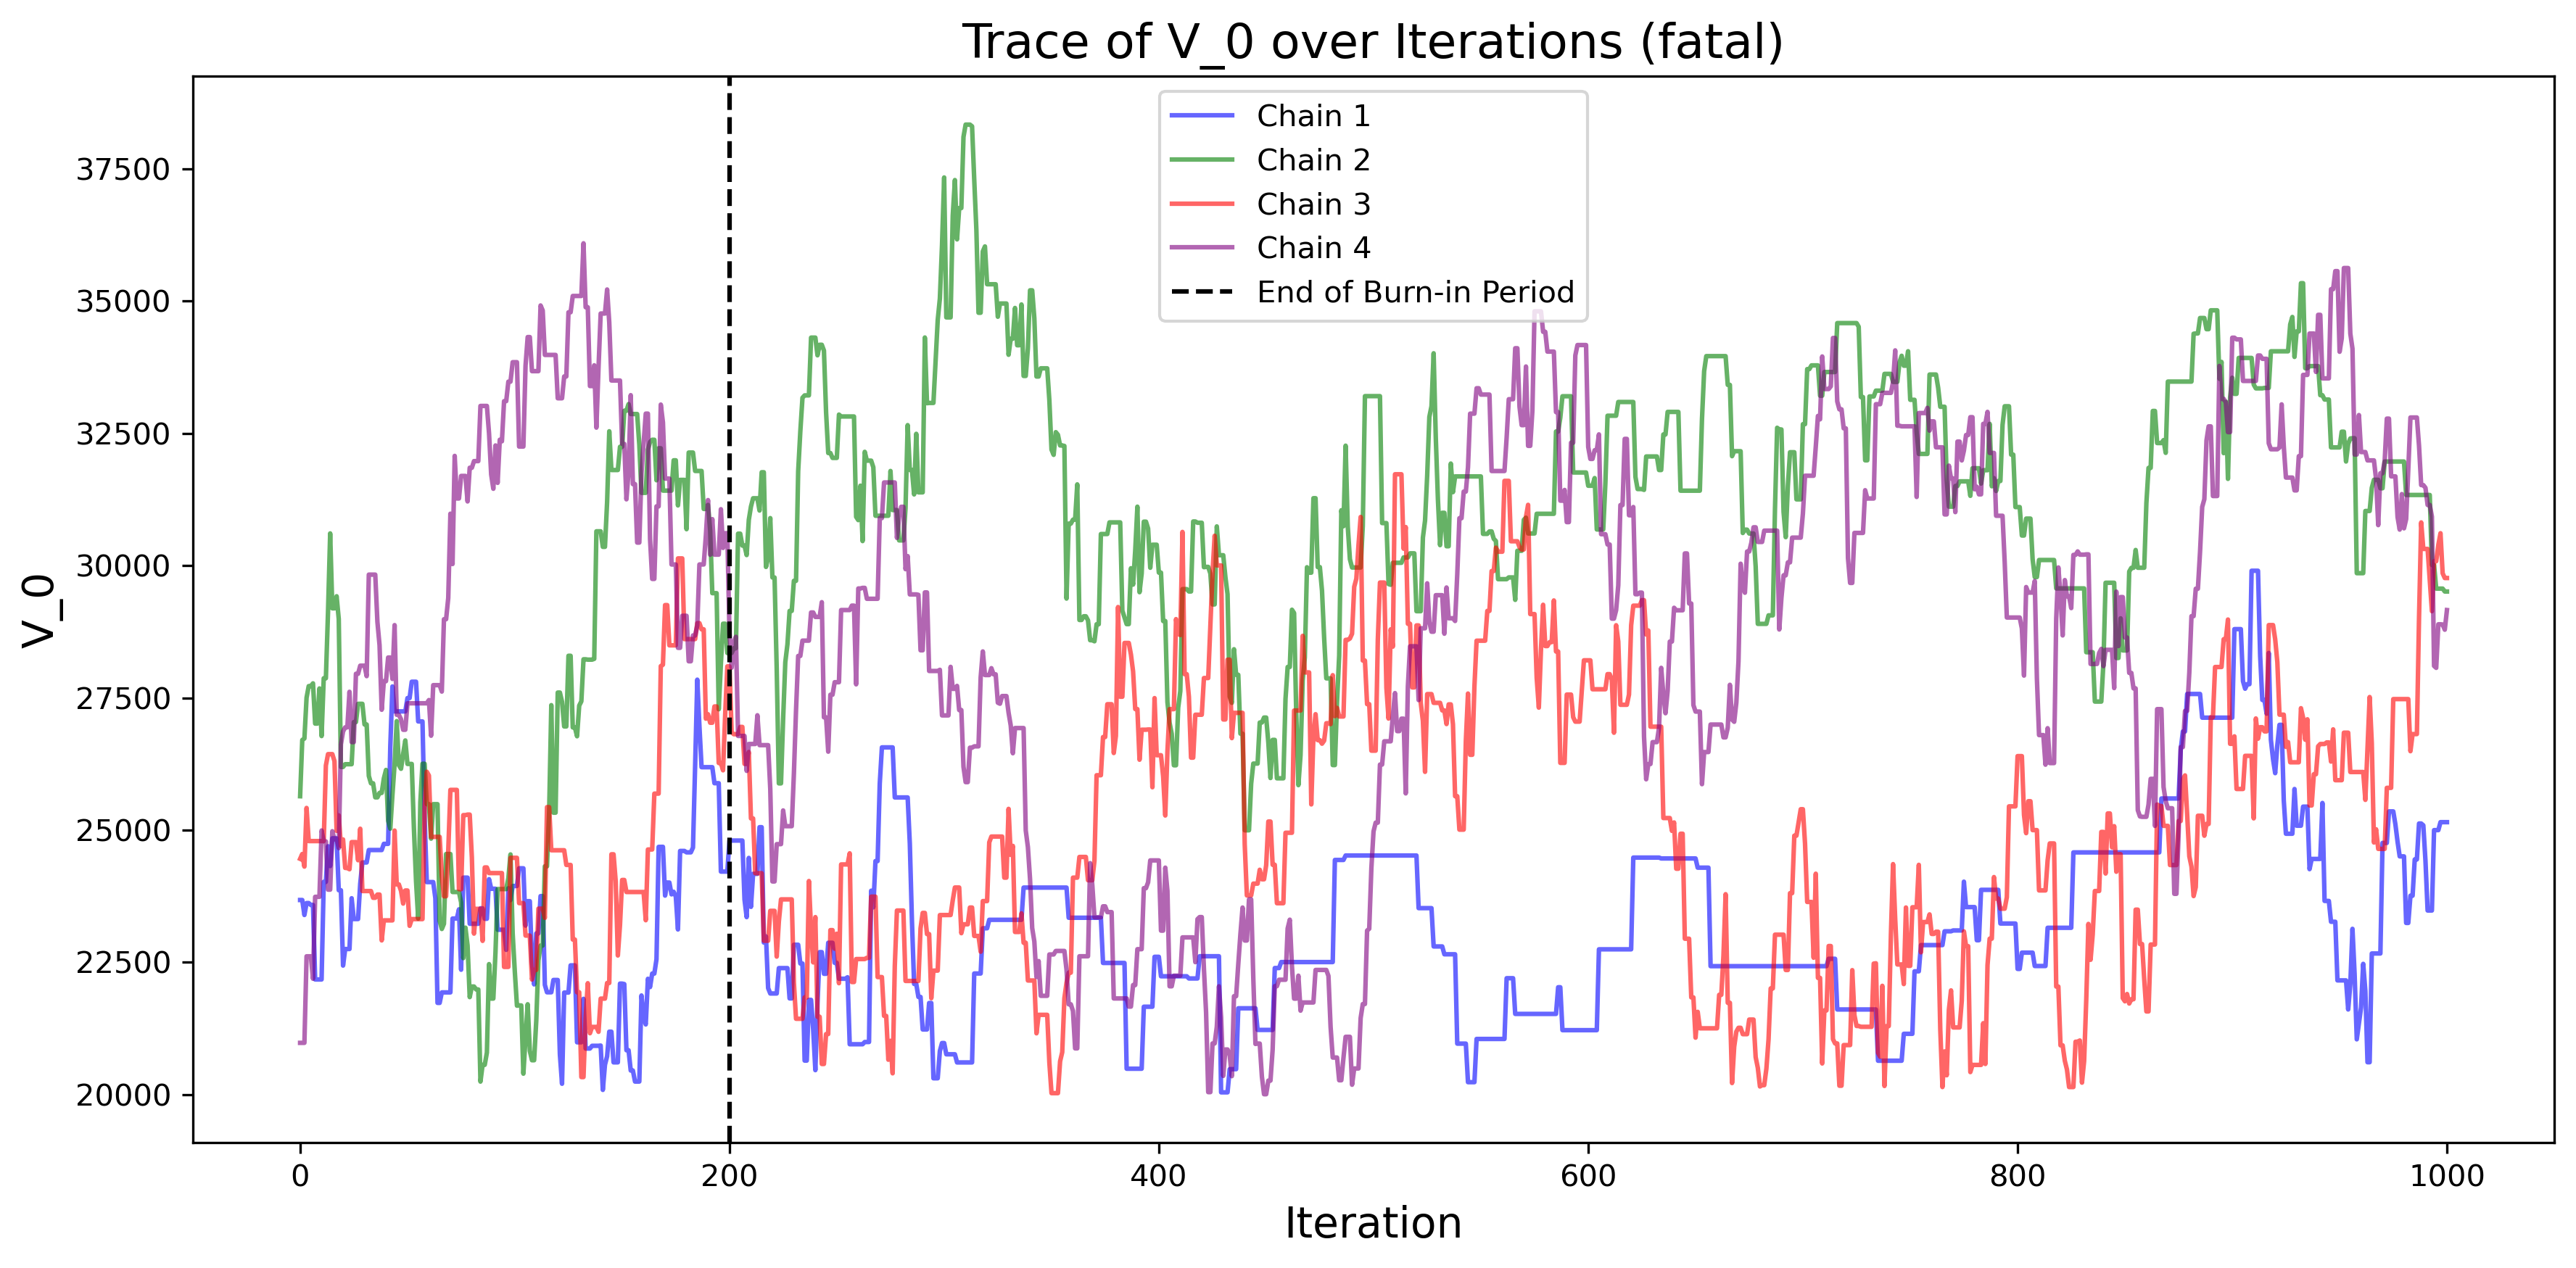 Trace of V_0 over Iterations (fatal)
Chain 1
Chain 2
Chain 3
Chain 4
End of Burn-in Period
37500
35000
32500
30000
27500
25000
22500
20000
V_0
0 200 400 600 800 1000
Iteration